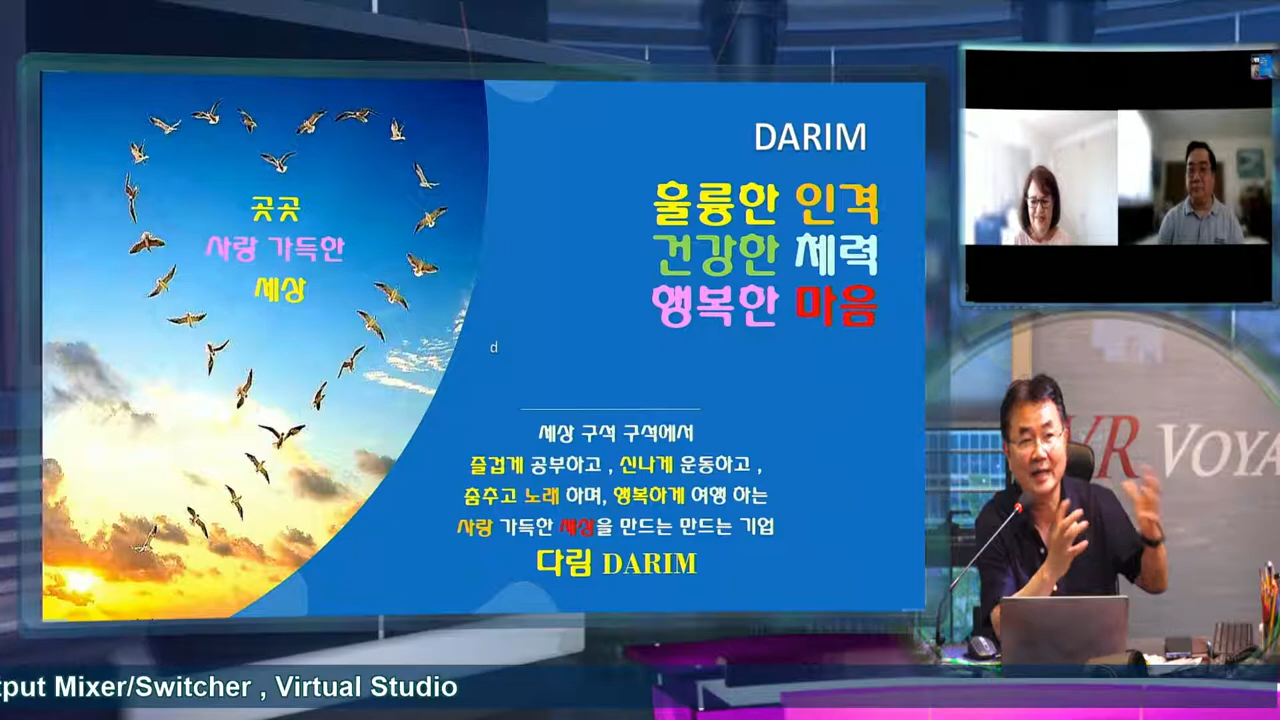 곳곳
사랑 가득한
세상
DARIM
훌륭한 인격
건강한 체력
행복한 마음
d
세상 구석 구석에서
즐겁게 공부하고 , 신나게 운동하고 ,
춤추고 노래 하며, 행복하게 여행 하는
사랑 가득한 세상을 만드는 만드는 기업
다림 DARIM
VR VOYA
tput Mixer/Switcher , Virtual Studio